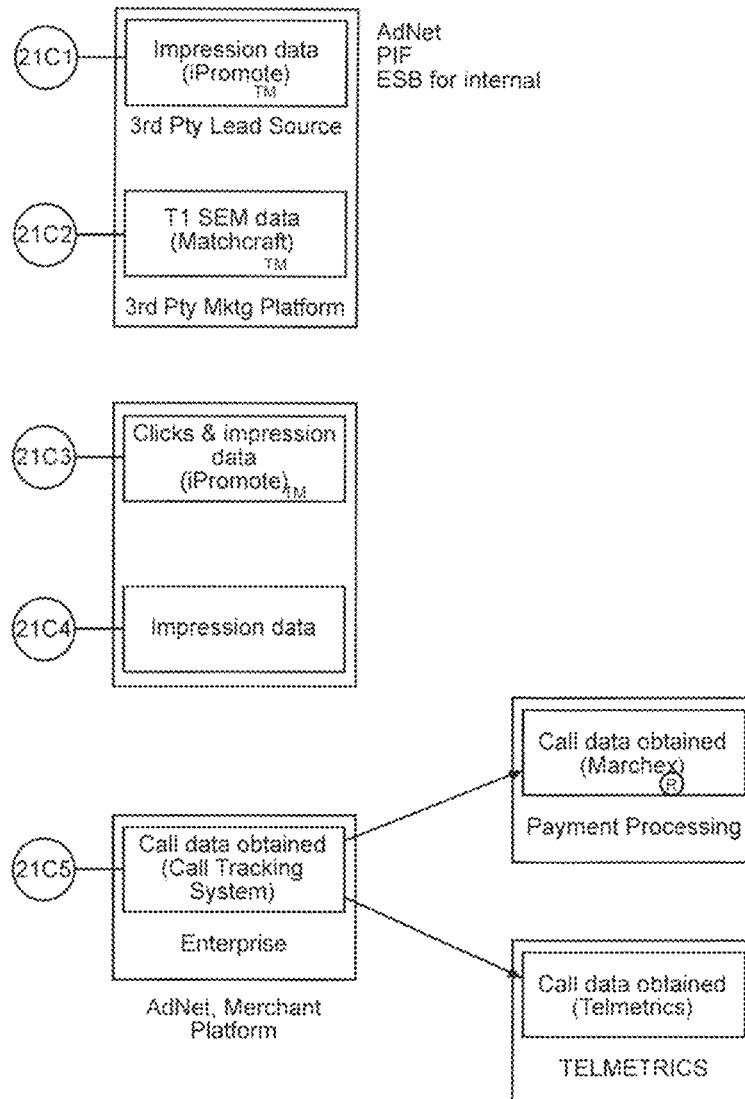 21C1
Impression data
(iPromote)
TM
3rd Pty Lead Source
AdNet
PIF
ESB for internal
21C2
T1 SEM data
(Matchcraft)
TM
3rd Pty Mktg Platform
21C3
Clicks & impression
data
(iPromote)
TM
21C4
Impression data
21C5
Call data obtained
(Call Tracking
System)
Enterprise
AdNet, Merchant
Platform
Call data obtained
(Marchex)
R
Payment Processing
Call data obtained
(Telmetrics)
TELMETRICS